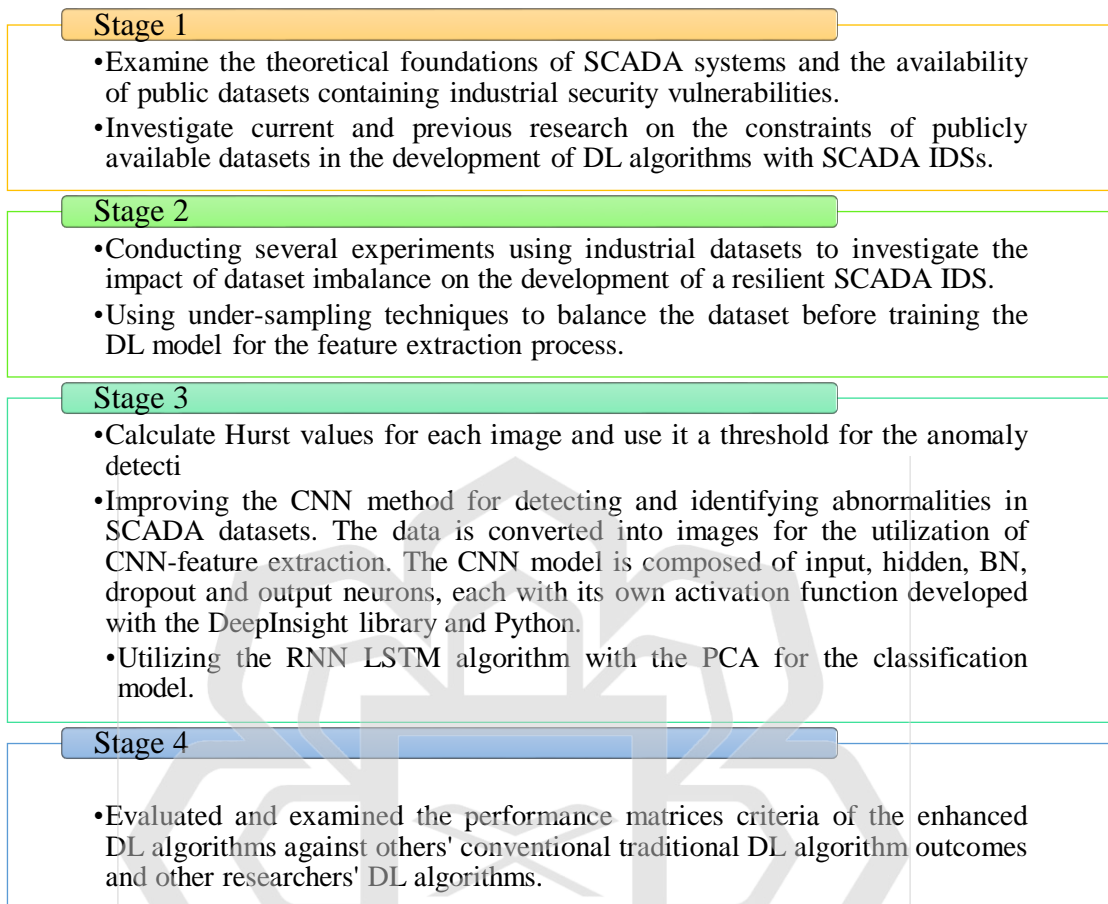 Stage 1
•Examine the theoretical foundations of SCADA systems and the availability
of public datasets containing industrial security vulnerabilities.
•Investigate current and previous research on the constraints of publicly
available datasets in the development of DL algorithms with SCADA IDSs.
Stage 2
•Conducting several experiments using industrial datasets to investigate the
impact of dataset imbalance on the development of a resilient SCADA IDS.
•Using under-sampling techniques to balance the dataset before training the
DL model for the feature extraction process.
Stage 3
•Calculate Hurst values for each image and use it a threshold for the anomaly
detecti
•Improving the CNN method for detecting and identifying abnormalities in
SCADA datasets. The data is converted into images for the utilization of
CNN-feature extraction. The CNN model is composed of input, hidden, BN,
dropout and output neurons, each with its own activation function developed
with the DeepInsight library and Python.
•Utilizing the RNN LSTM algorithm with the PCA for the classification
model.
Stage 4
•Evaluated and examined the performance matrices criteria of the enhanced
DL algorithms against others' conventional traditional DL algorithm outcomes
and other researchers' DL algorithms.